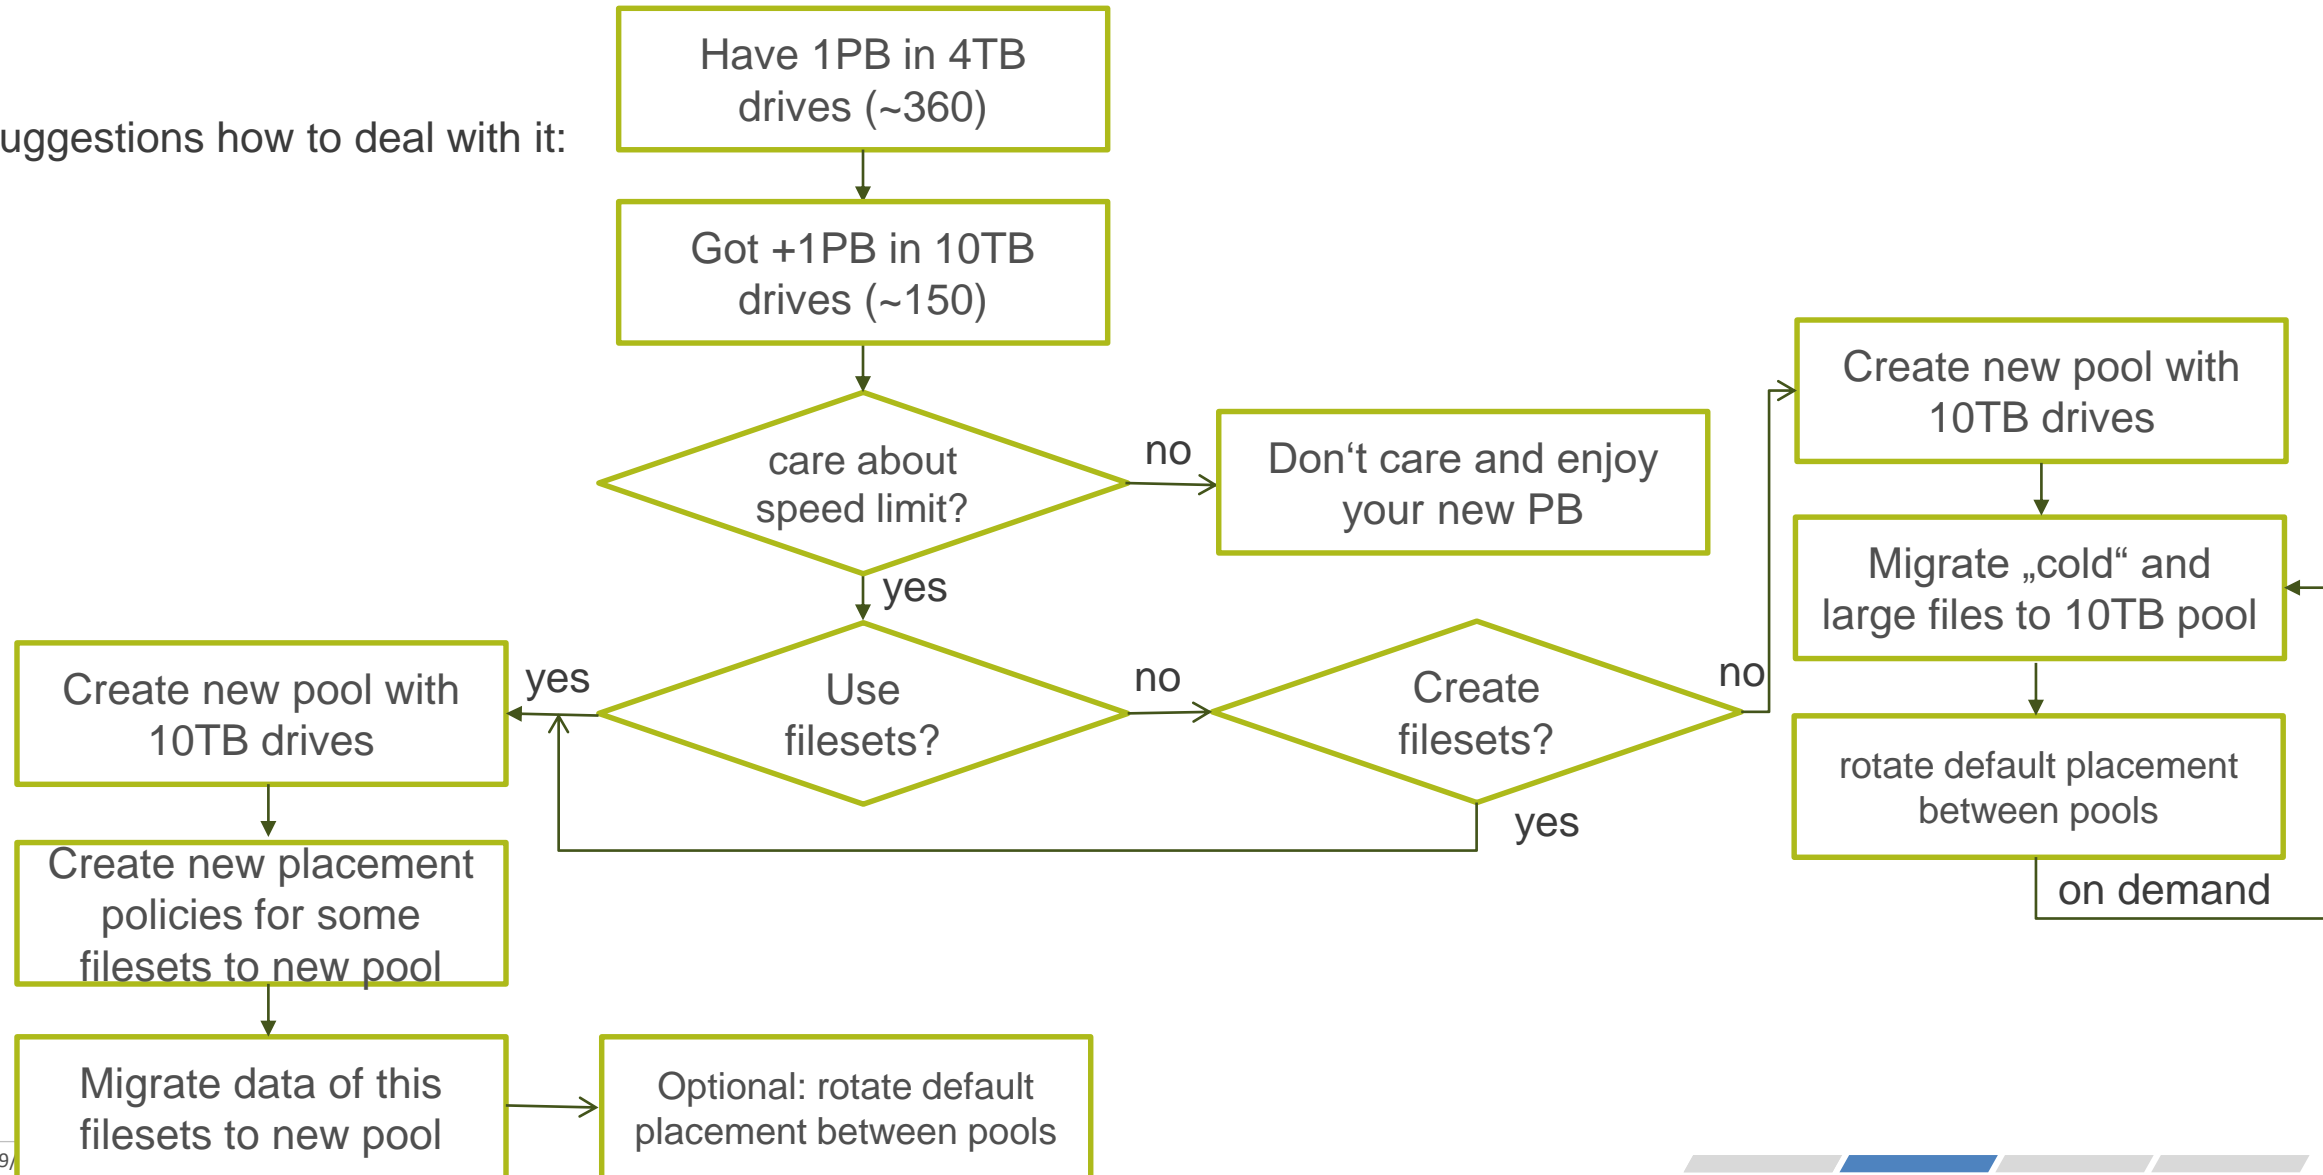 uggestions how to deal with it:
Have 1PB in 4TB
drives (~360)
Got +1PB in 10TB
drives (~150)
care about
speed limit?
no
Don‘t care and enjoy
your new PB
yes
Use
filesets?
yes
no
Create
filesets?
no
yes
Create new pool with
10TB drives
Migrate „cold“ and
large files to 10TB pool
rotate default placement
between pools
on demand
Create new pool with
10TB drives
Create new placement
policies for some
filesets to new pool
Migrate data of this
filesets to new pool
Optional: rotate default
placement between pools
9/